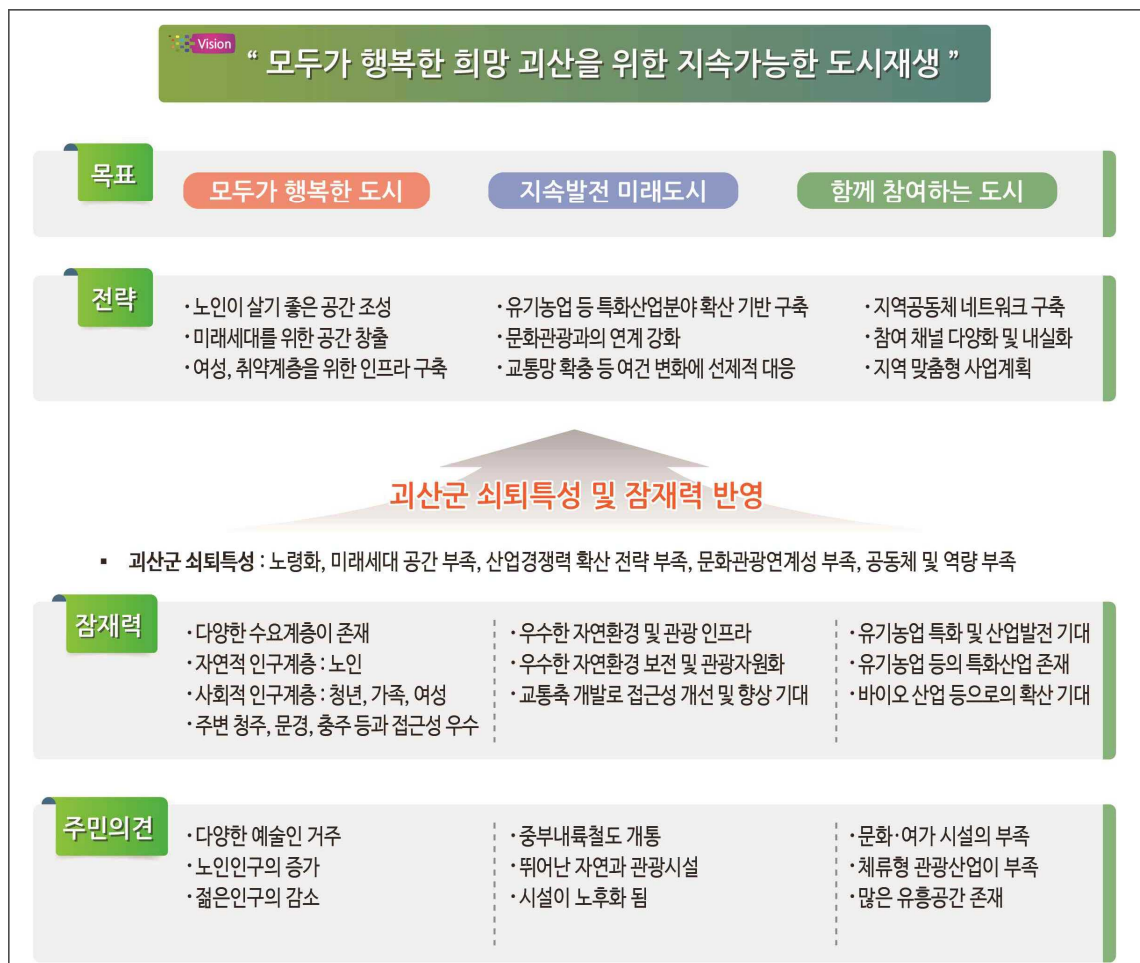 Vision
“ 모두가 행복한 희망 괴산을 위한 지속가능한 도시재생 ”
목표
모두가 행복한 도시
지속발전 미래도시
함께 참여하는 도시
전략
· 노인이 살기 좋은 공간 조성
· 미래세대를 위한 공간 창출
· 여성, 취약계층을 위한 인프라 구축
· 유기농업 등 특화산업분야 확산 기반 구축
· 문화관광과의 연계 강화
· 교통망 확충 등 여건 변화에 선제적 대응
· 지역공동체 네트워크 구축
· 참여 채널 다양화 및 내실화
· 지역 맞춤형 사업계획
괴산군 쇠퇴특성 및 잠재력 반영
▪ 괴산군 쇠퇴특성 : 노령화, 미래세대 공간 부족, 산업경쟁력 확산 전략 부족, 문화관광연계성 부족, 공동체 및 역량 부족
잠재력
· 다양한 수요계층이 존재
· 자연적 인구계층 : 노인
· 사회적 인구계층 : 청년, 가족, 여성
· 주변 청주, 문경, 충주 등과 접근성 우수
· 우수한 자연환경 및 관광 인프라
· 우수한 자연환경 보전 및 관광자원화
· 교통축 개발로 접근성 개선 및 향상 기대
· 유기농업 특화 및 산업발전 기대
· 유기농업 등의 특화산업 존재
· 바이오 산업 등으로의 확산 기대
주민의견
· 다양한 예술인 거주
· 노인인구의 증가
· 젊은인구의 감소
· 중부내륙철도 개통
· 뛰어난 자연과 관광시설
· 시설이 노후화 됨
· 문화·여가 시설의 부족
· 체류형 관광산업이 부족
· 많은 유흥공간 존재